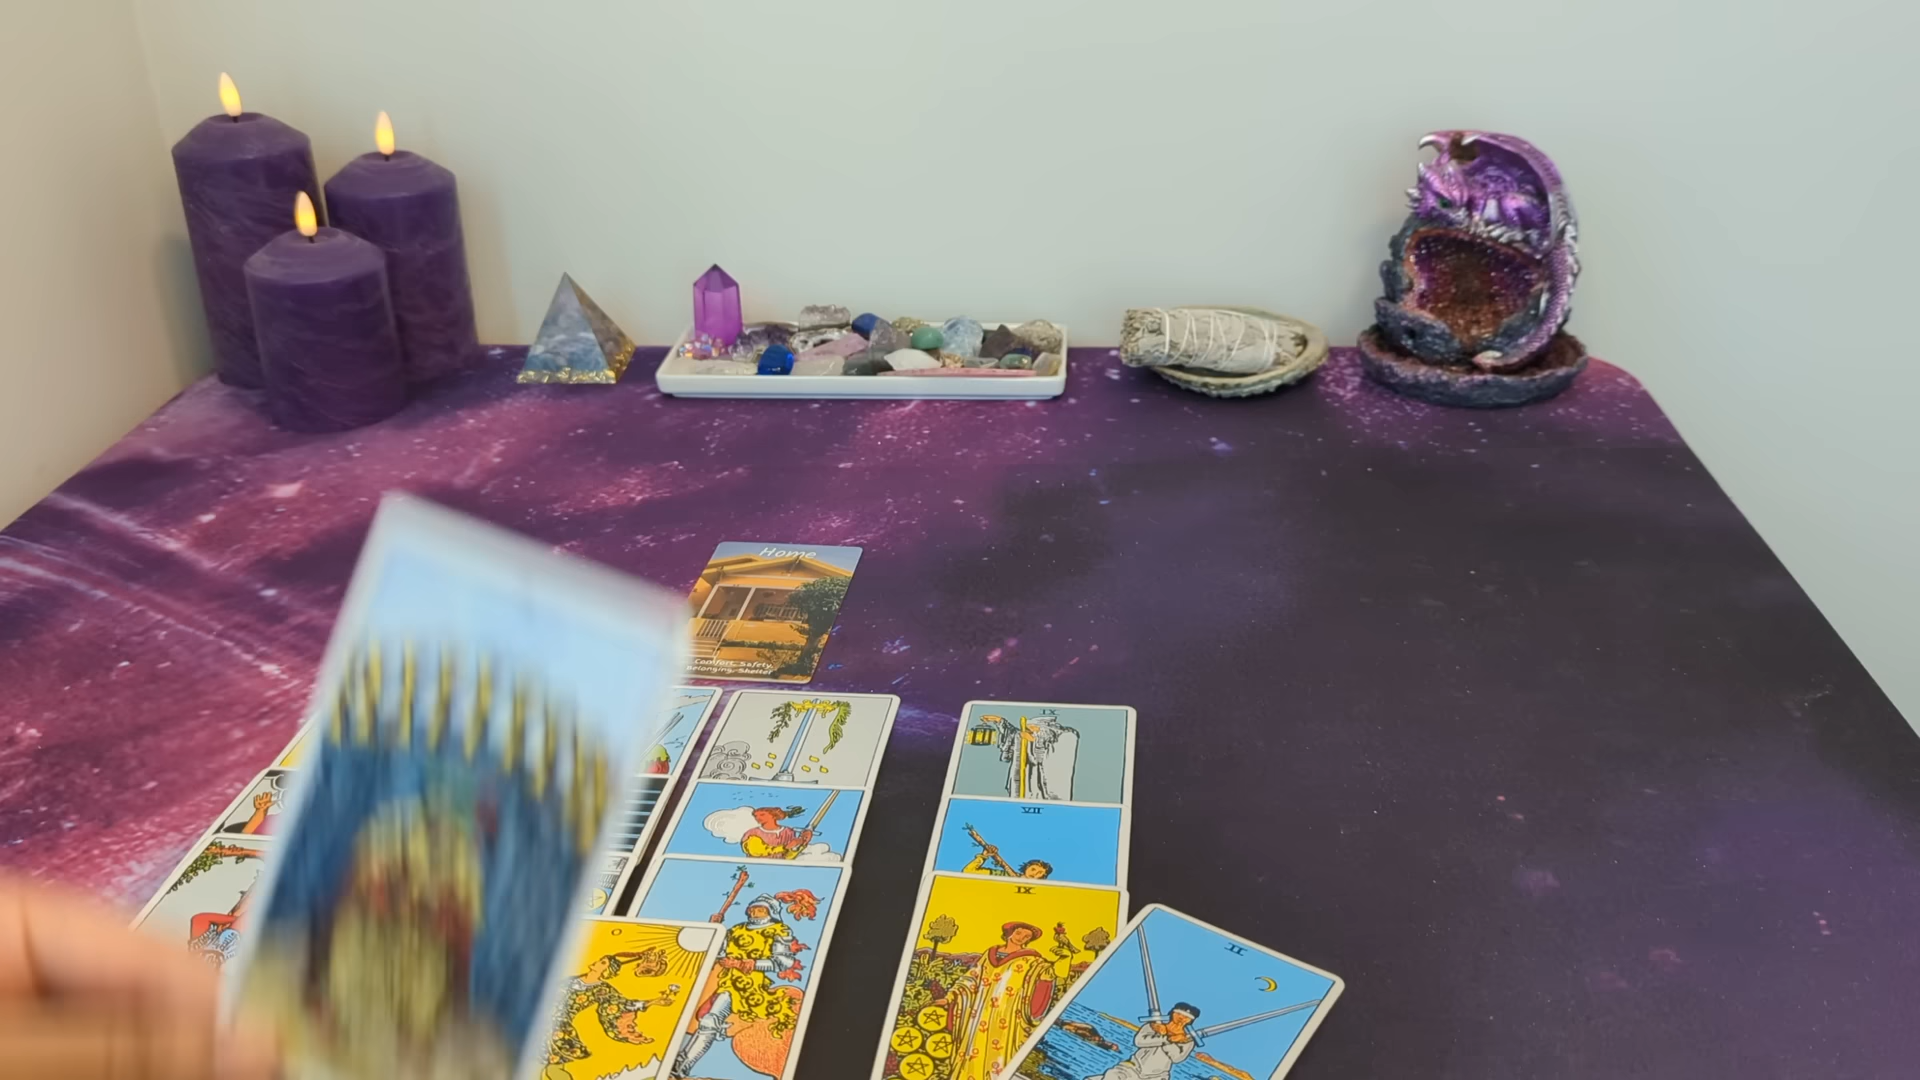 Home
Comfort, Safety,
Belonging, Shelter
IX
VII
IX
II